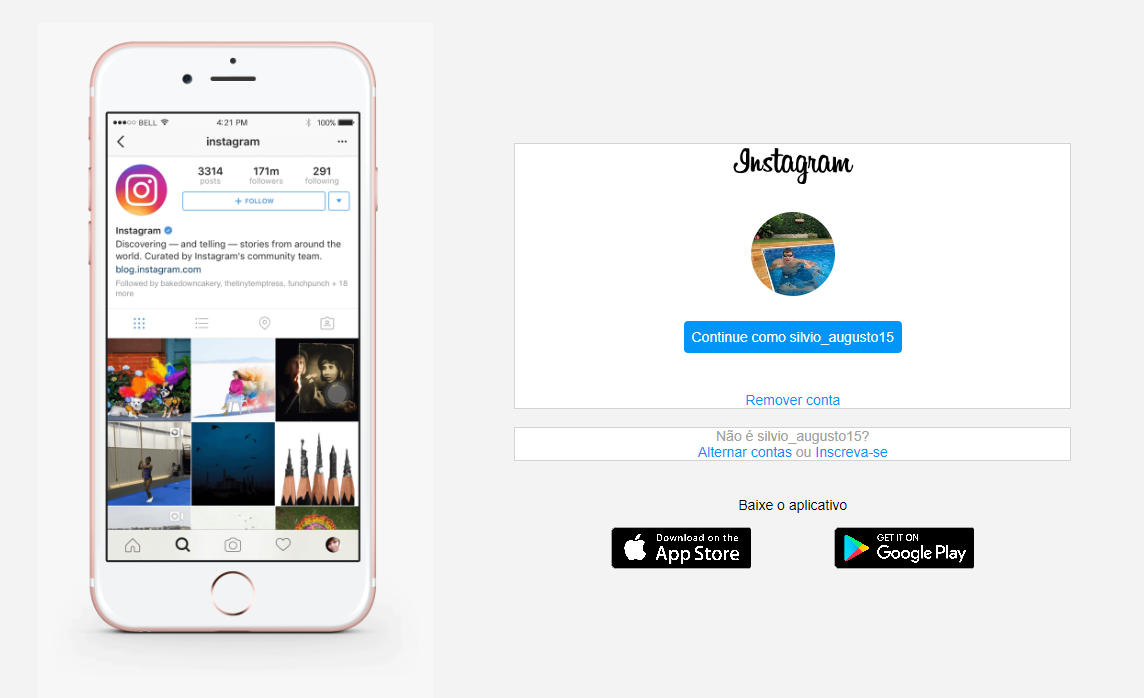 BELL 4:21 PM 100%
instagram
3314 171m 291
posts followers following
+ FOLLOW
Instagram
Discovering — and telling — stories from around the
world. Curated by Instagram's community team.
blog.instagram.com
Followed by bakedowncakery, thetinytemptress, funchpunch + 18
more
Instagram
Continue como silvio_augusto15
Remover conta
Não é silvio_augusto15?
Alternar contas ou Inscreva-se
Baixe o aplicativo
Download on the
App Store
GET IT ON
Google Play